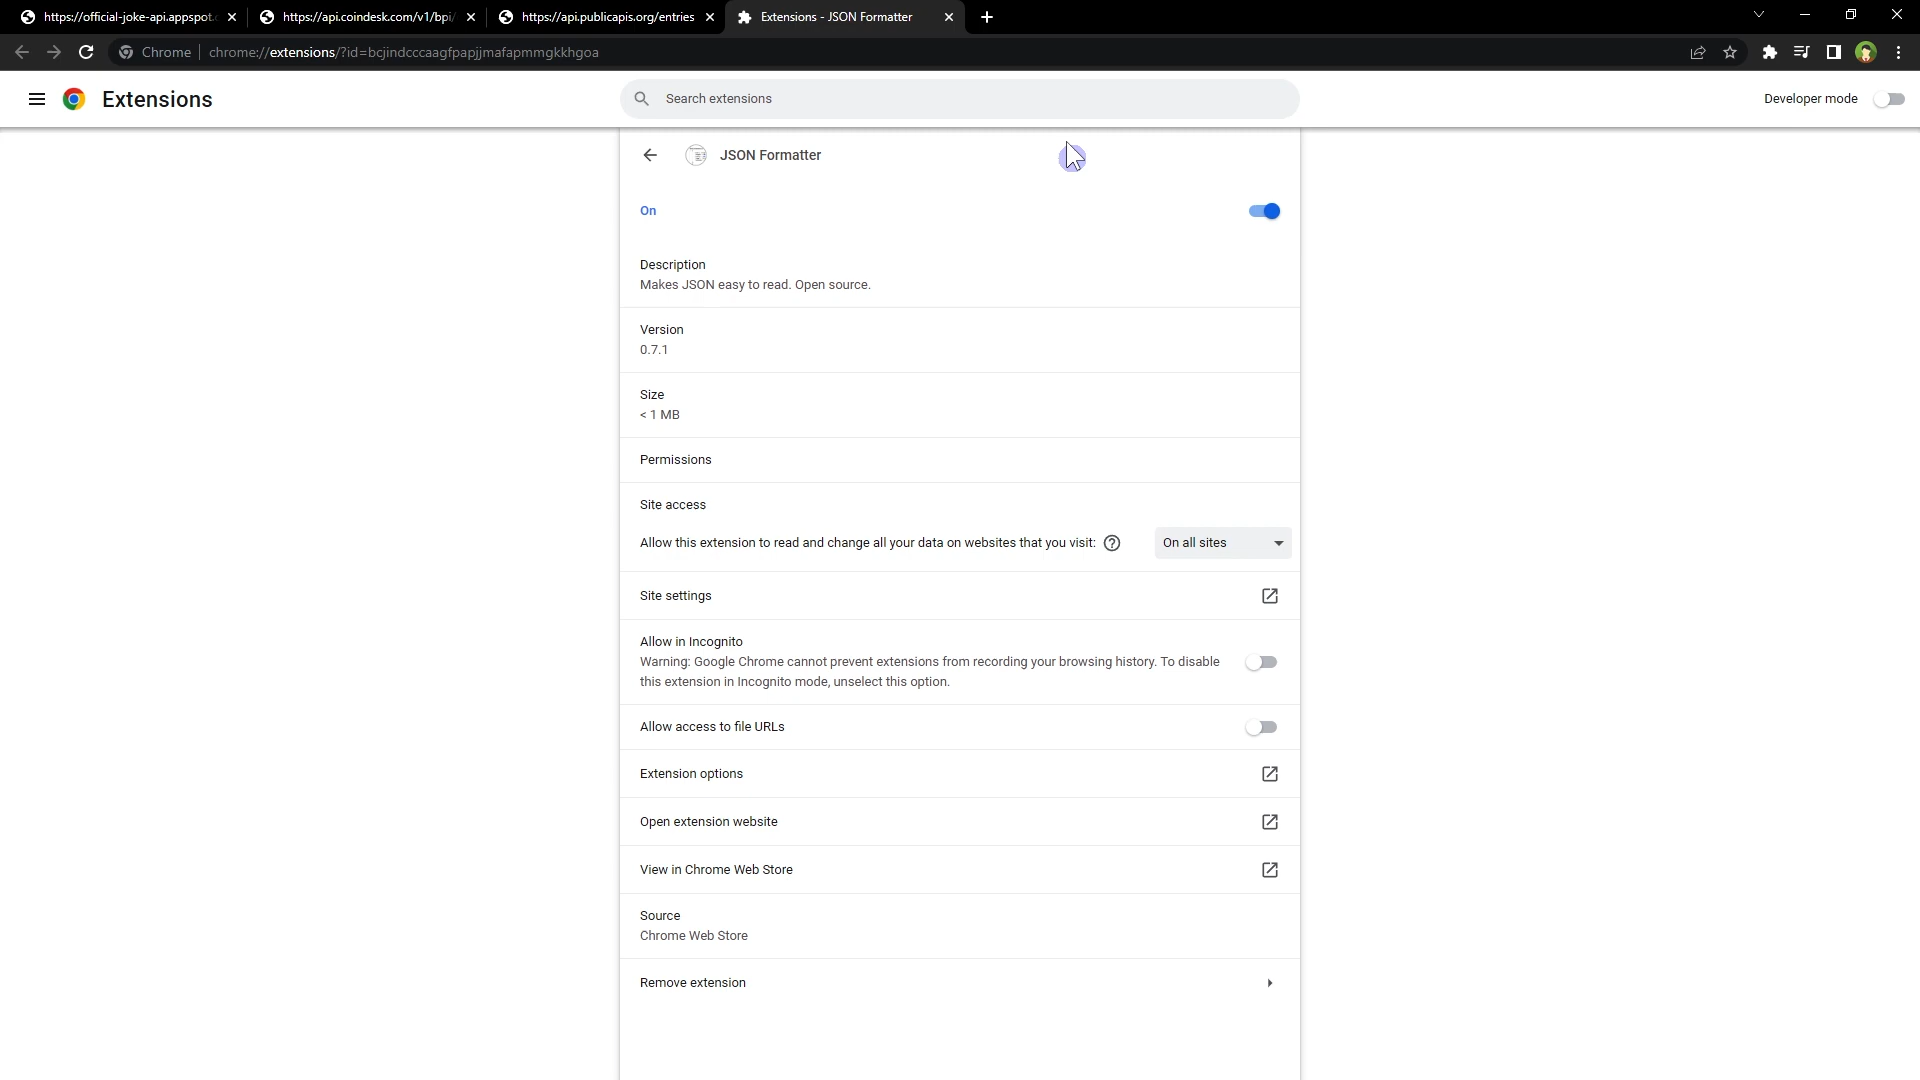 https://official-joke-api.appspot.
https://api.coindesk.com/v1/bpi/
https://api.publicapis.org/entries
Extensions - JSON Formatter
Chrome
chrome://extensions/?id=bcjindcccaagfpapjjmafapmmgkkhgoa
Extensions
Search extensions
Developer mode
JSON Formatter
On
Description
Makes JSON easy to read. Open source.
Version
0.7.1
Size
< 1 MB
Permissions
Site access
Allow this extension to read and change all your data on websites that you visit:
On all sites
Site settings
Allow in Incognito
Warning: Google Chrome cannot prevent extensions from recording your browsing history. To disable
this extension in Incognito mode, unselect this option.
Allow access to file URLs
Extension options
Open extension website
View in Chrome Web Store
Source
Chrome Web Store
Remove extension